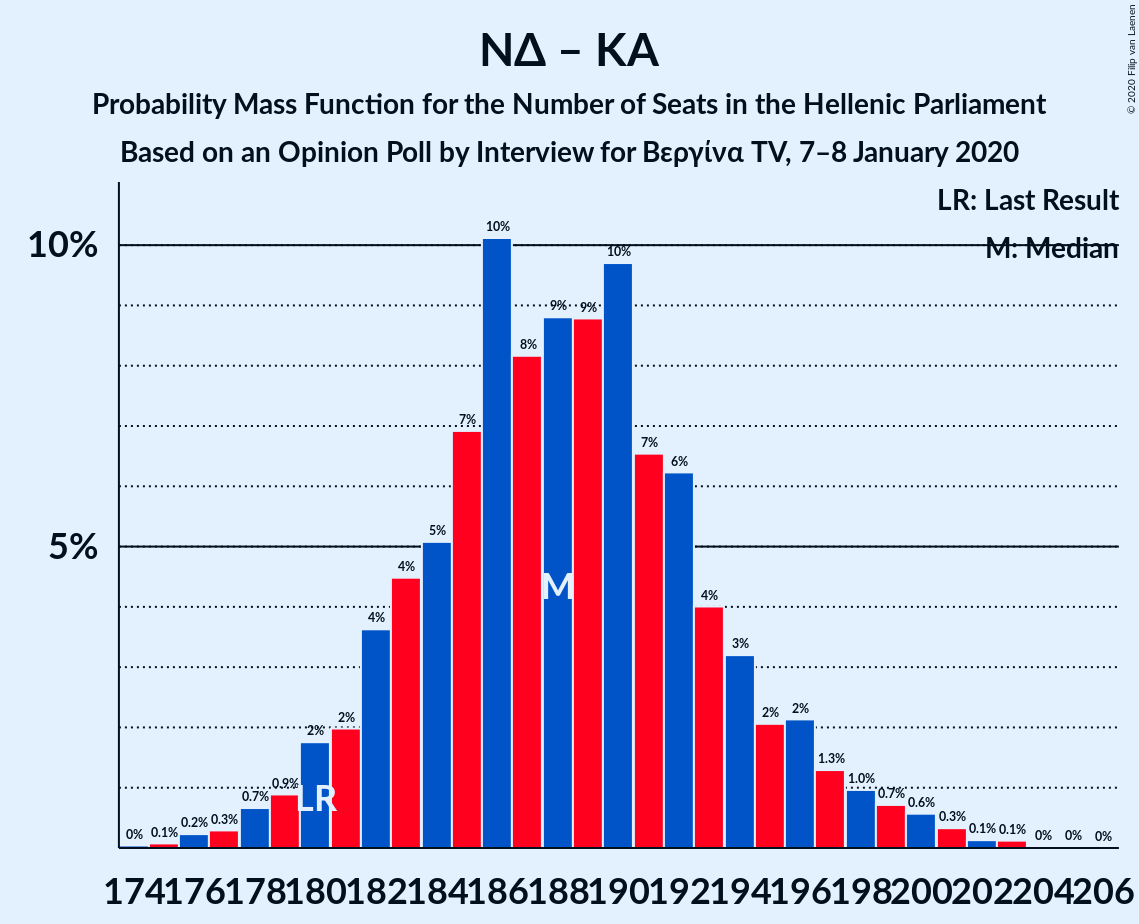 ΝΔ – ΚΑ
Probability Mass Function for the Number of Seats in the Hellenic Parliament
Based on an Opinion Poll by Interview for Βεργίνα TV, 7–8 January 2020
© 2020 Filip van Laenen
LR: Last Result
M: Median
10%
5%
0% 0.1% 0.2% 0.3% 0.7% 0.9% 2% 2% 4% 4% 5% 7% 10% 8% 9% 9% 10% 7% 6% 4% 3% 2% 2% 1.3% 1.0% 0.7% 0.6% 0.3% 0.1% 0.1% 0% 0% 0%
M
LR
174 176 178 180 182 184 186 188 190 192 194 196 198 200 202 204 206